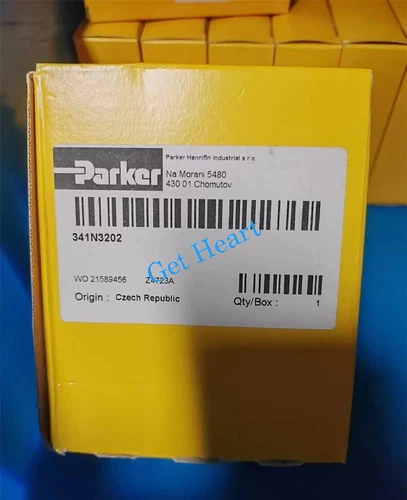 Parker
Parker Hannifin Industrial s.r.o.
Na Morani 5480
430 01 Chomutov
341N3202
Get Heart
WO 21589456 Z4723A
Origin : Czech Republic
Qty/Box : 1